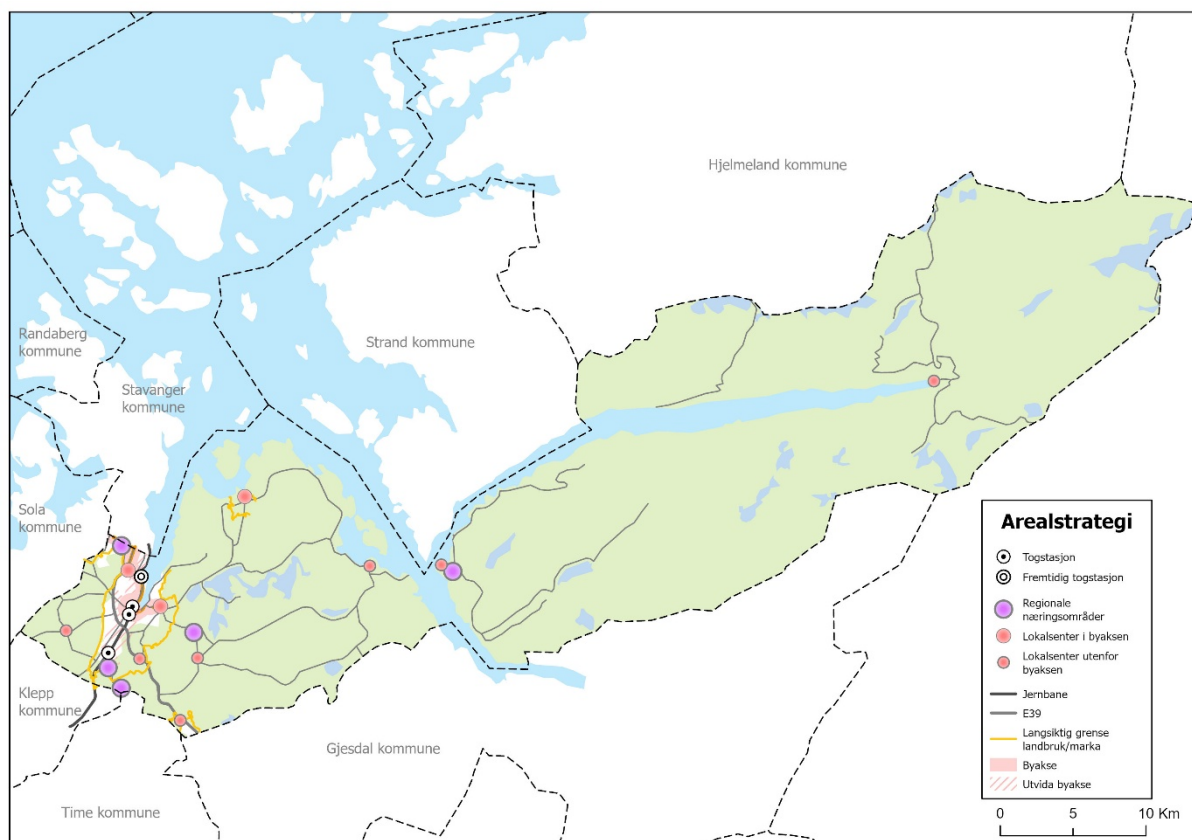 Hjelmeland kommune
Randaberg
kommune
Strand kommune
Stavanger
kommune
Sola
kommune
Klepp
kommune
Gjesdal kommune
Time kommune
Arealstrategi
Togstasjon
Fremtidig togstasjon
Regionale
næringsområder
Lokalsenter i byaksen
Lokalsenter utenfor
byaksen
Jernbane
E39
Langsiktig grense
landbruk/marka
Byakse
Utvida byakse
0 5 10 Km